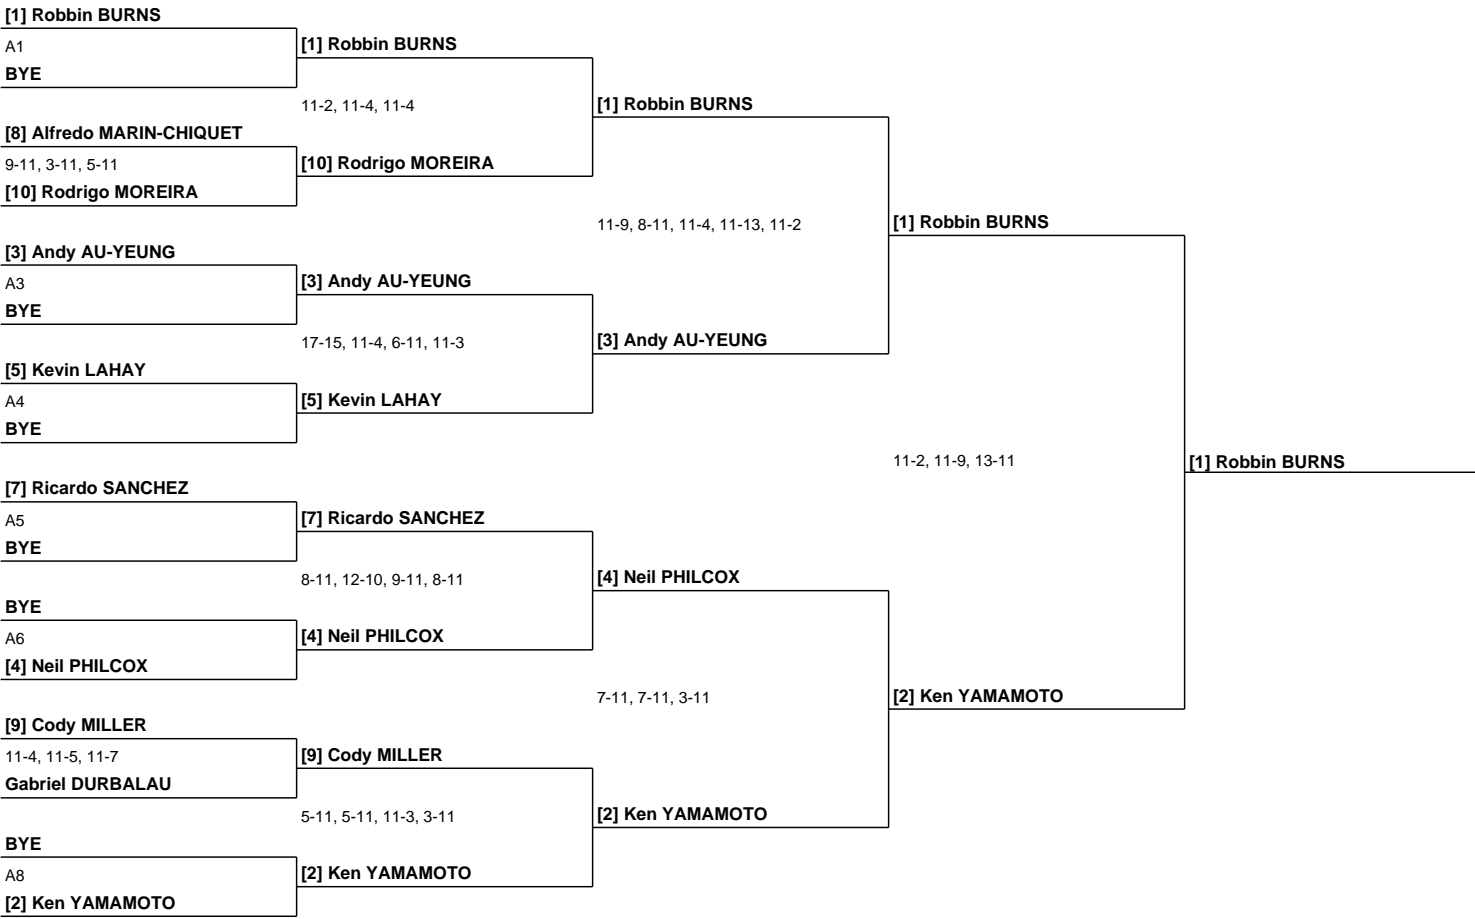 [1] Robbin BURNS
A1
BYE
[1] Robbin BURNS
11-2, 11-4, 11-4
[8] Alfredo MARIN-CHIQUET
9-11, 3-11, 5-11
[10] Rodrigo MOREIRA
[10] Rodrigo MOREIRA
[1] Robbin BURNS
11-9, 8-11, 11-4, 11-13, 11-2
[3] Andy AU-YEUNG
A3
BYE
[3] Andy AU-YEUNG
17-15, 11-4, 6-11, 11-3
[5] Kevin LAHAY
A4
BYE
[5] Kevin LAHAY
[3] Andy AU-YEUNG
[1] Robbin BURNS
11-2, 11-9, 13-11
[1] Robbin BURNS
[7] Ricardo SANCHEZ
A5
BYE
[7] Ricardo SANCHEZ
8-11, 12-10, 9-11, 8-11
BYE
A6
[4] Neil PHILCOX
[4] Neil PHILCOX
[4] Neil PHILCOX
7-11, 7-11, 3-11
[9] Cody MILLER
11-4, 11-5, 11-7
Gabriel DURBALAU
[9] Cody MILLER
5-11, 5-11, 11-3, 3-11
BYE
A8
[2] Ken YAMAMOTO
[2] Ken YAMAMOTO
[2] Ken YAMAMOTO
[2] Ken YAMAMOTO